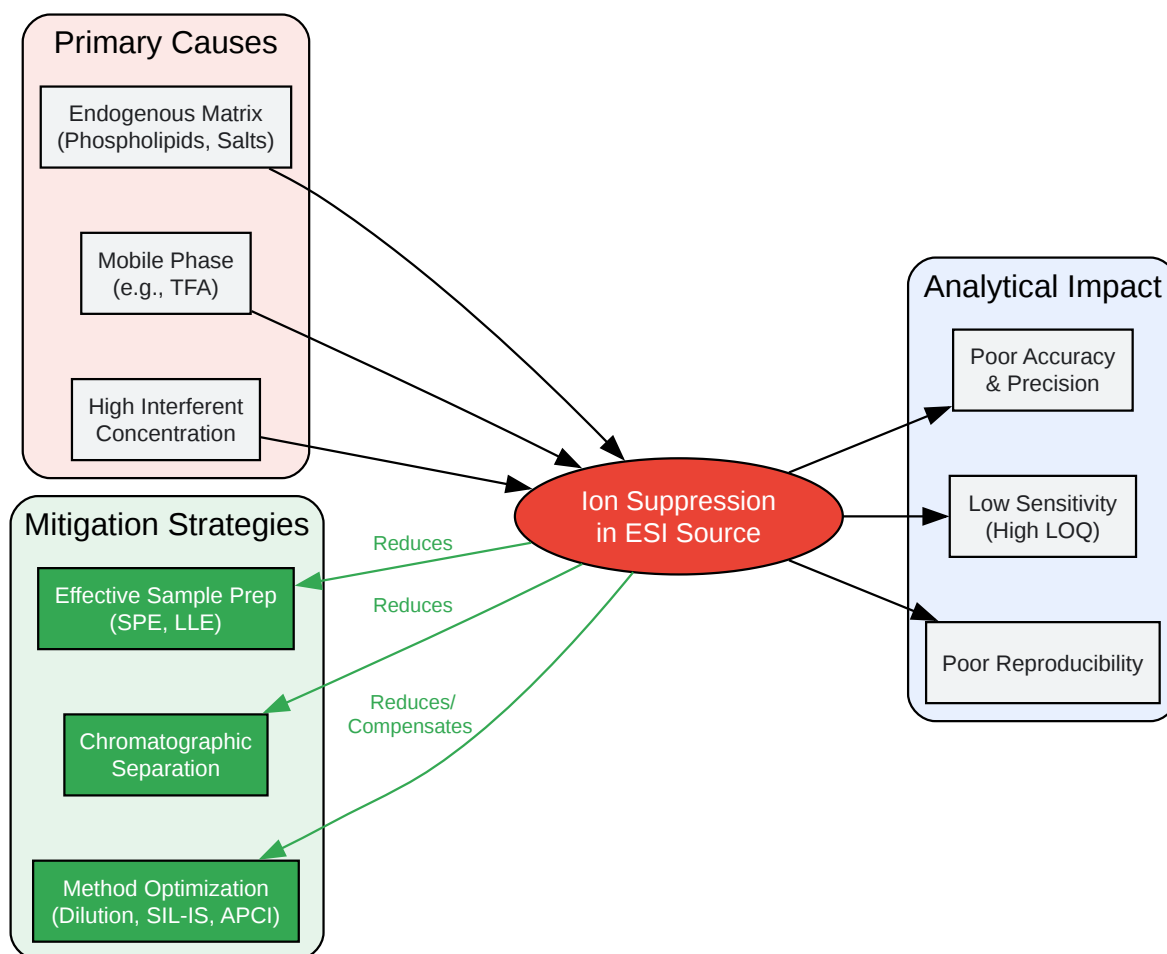 Primary Causes
Endogenous Matrix
(Phospholipids, Salts)
Mobile Phase
(e.g., TFA)
High Interferent
Concentration
Ion Suppression
in ESI Source
Analytical Impact
Poor Accuracy
& Precision
Low Sensitivity
(High LOQ)
Poor Reproducibility
Mitigation Strategies
Reduces
Effective Sample Prep
(SPE, LLE)
Reduces
Chromatographic
Separation
Reduces/
Compensates
Method Optimization
(Dilution, SIL-IS, APCI)